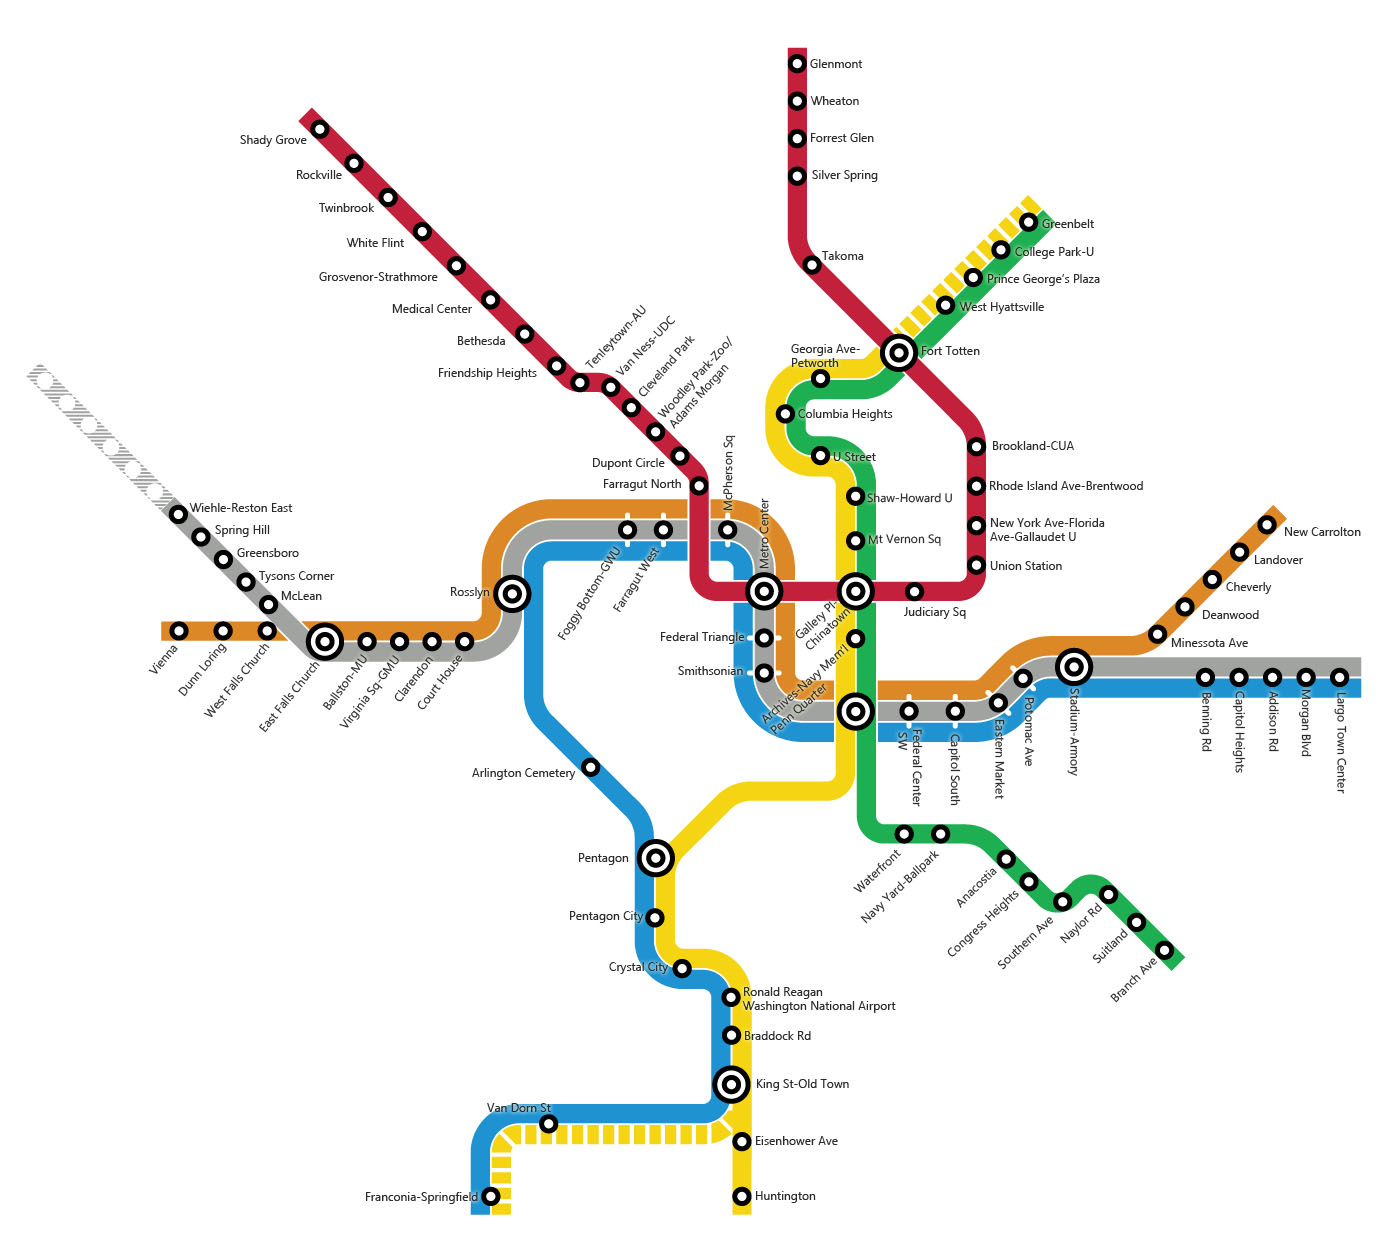 Glenmont
Wheaton
Forrest Glen
Silver Spring
Takoma
Shady Grove
Rockville
Twinbrook
White Flint
Grosvenor-Strathmore
Medical Center
Bethesda
Friendship Heights
Tenleytown-AU
Van Ness-UDC
Cleveland Park
Woodley Park-Zoo/
Adams Morgan
Dupont Circle
Farragut North
Greenbelt
College Park-U
Prince George's Plaza
West Hyattsville
Fort Totten
Georgia Ave-
Petworth
Columbia Heights
U Street
Shaw-Howard U
Mt Vernon Sq
Brookland-CUA
Rhode Island Ave-Brentwood
New York Ave-Florida
Ave-Gallaudet U
Union Station
Judiciary Sq
Gallery Pl-
Chinatown
Metro Center
McPherson Sq
Farragut West
Foggy Bottom-GWU
Rosslyn
Wiehle-Reston East
Spring Hill
Greensboro
Tysons Corner
McLean
Vienna
Dunn Loring
West Falls Church
East Falls Church
Ballston-MU
Virginia Sq-GMU
Clarendon
Court House
Federal Triangle
Smithsonian
Archives-Navy Mem'l
Penn Quarter
Federal Center
SW
Capitol South
Eastern Market
Potomac Ave
Stadium-Armory
New Carrolton
Landover
Cheverly
Deanwood
Minessota Ave
Benning Rd
Capitol Heights
Addison Rd
Morgan Blvd
Largo Town Center
Arlington Cemetery
Pentagon
Pentagon City
Crystal City
Ronald Reagan
Washington National Airport
Braddock Rd
King St-Old Town
Van Dorn St
Franconia-Springfield
Eisenhower Ave
Huntington
Waterfront
Navy Yard-Ballpark
Anacostia
Congress Heights
Southern Ave
Naylor Rd
Suitland
Branch Ave